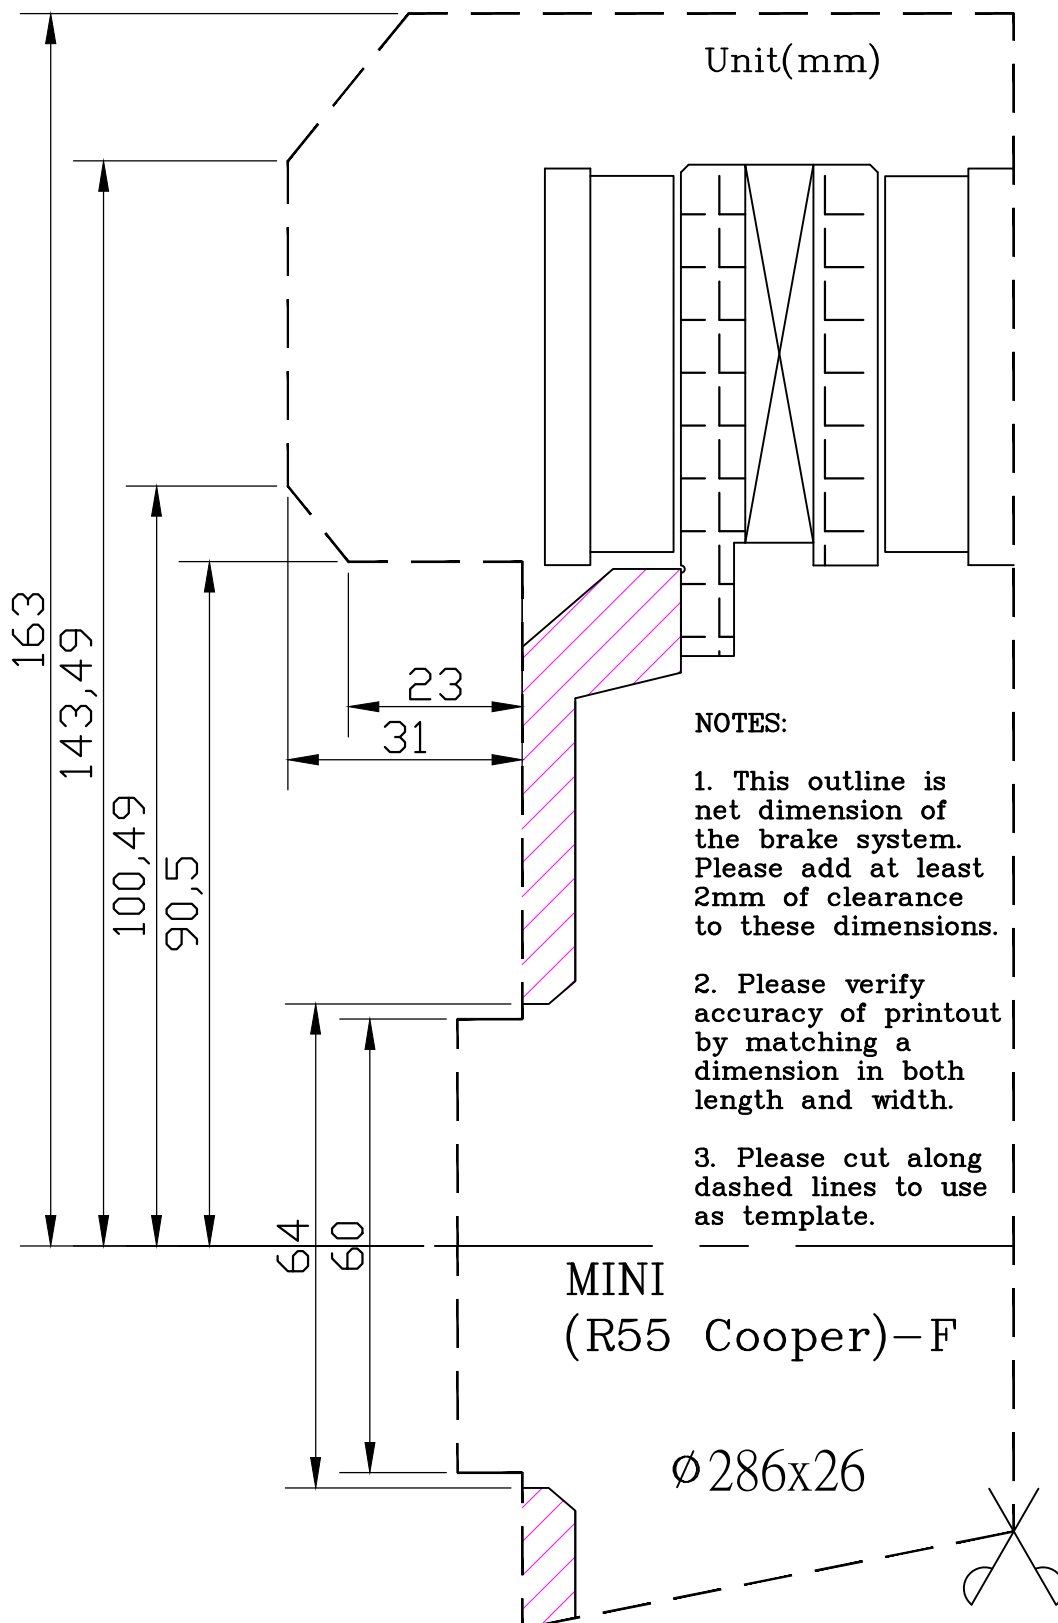 Unit(mm)
163
143,49
100,49
90,5
23
31
NOTES:
1. This outline is
net dimension of
the brake system.
Please add at least
2mm of clearance
to these dimensions.
2. Please verify
accuracy of printout
by matching a
dimension in both
length and width.
3. Please cut along
dashed lines to use
as template.
64
60
MINI
(R55 Cooper)-F
Ø286x26